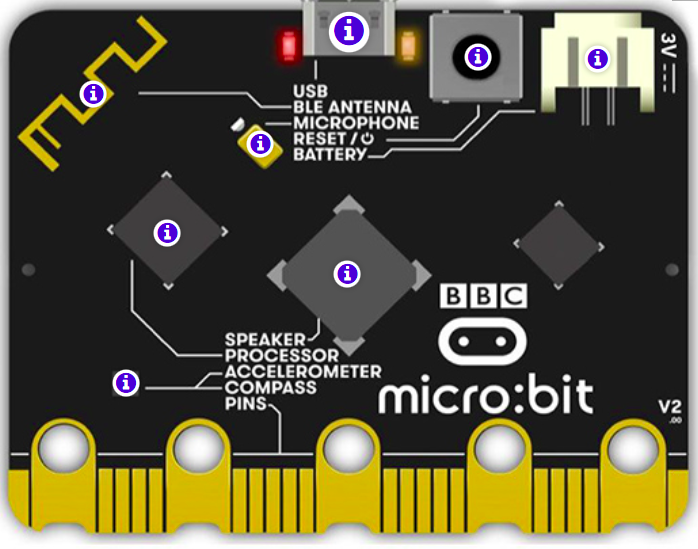 3V
USB
BLE ANTENNA
MICROPHONE
RESET / ⏻
BATTERY
BBC
SPEAKER
PROCESSOR
ACCELEROMETER
COMPASS
PINS
micro:bit
V2
.00